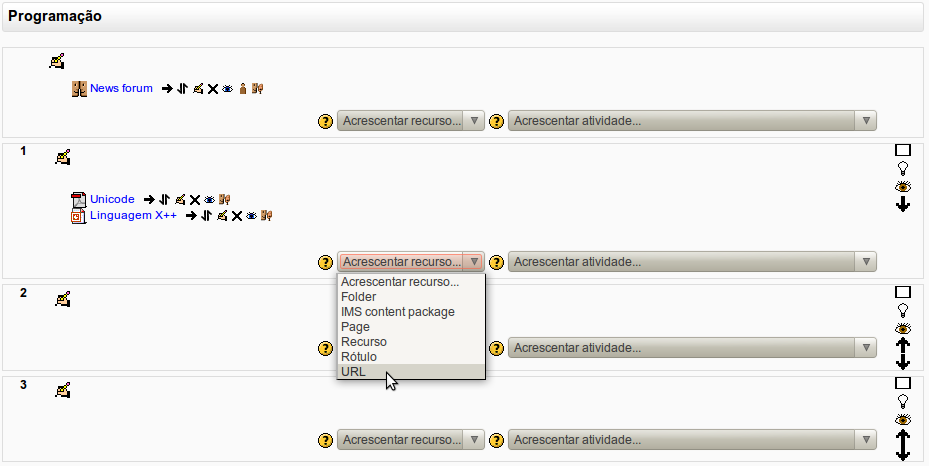 Programação
News forum
? Acrescentar recurso... ? Acrescentar atividade...
1
Unicode
Linguagem X++
? Acrescentar recurso... ? Acrescentar atividade...
Acrescentar recurso...
Folder
IMS content package
Page
Recurso
Rótulo
URL
2
? ? Acrescentar atividade...
3
? Acrescentar recurso... ? Acrescentar atividade...